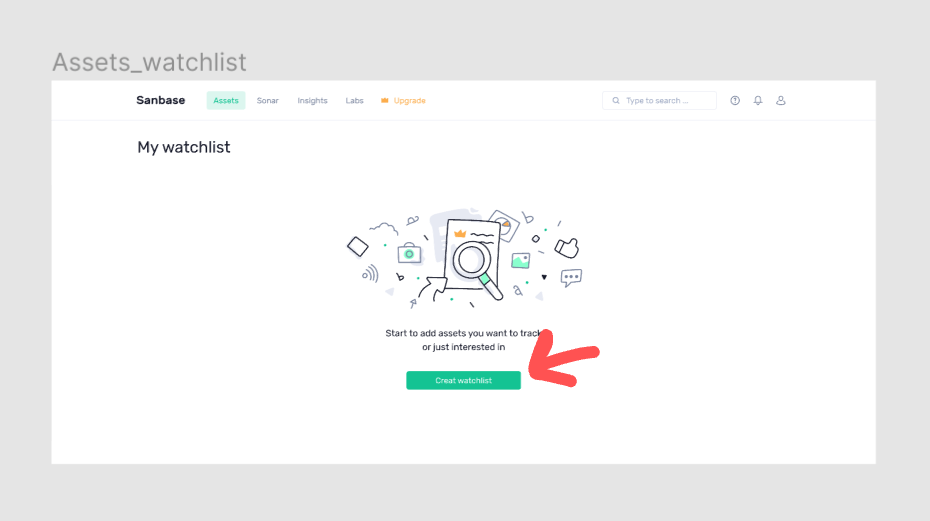 Assets_watchlist
Sanbase Assets Sonar Insights Labs Upgrade Type to search ...
My watchlist
Start to add assets you want to track
or just interested in
Creat watchlist